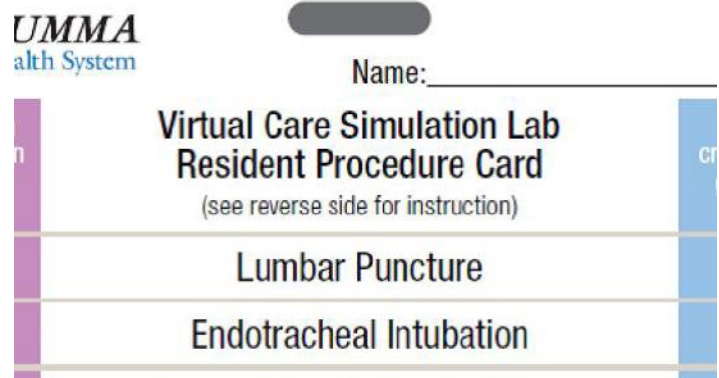 UMMA
alth System
Name:
Virtual Care Simulation Lab
Resident Procedure Card
(see reverse side for instruction)
Lumbar Puncture
Endotracheal Intubation